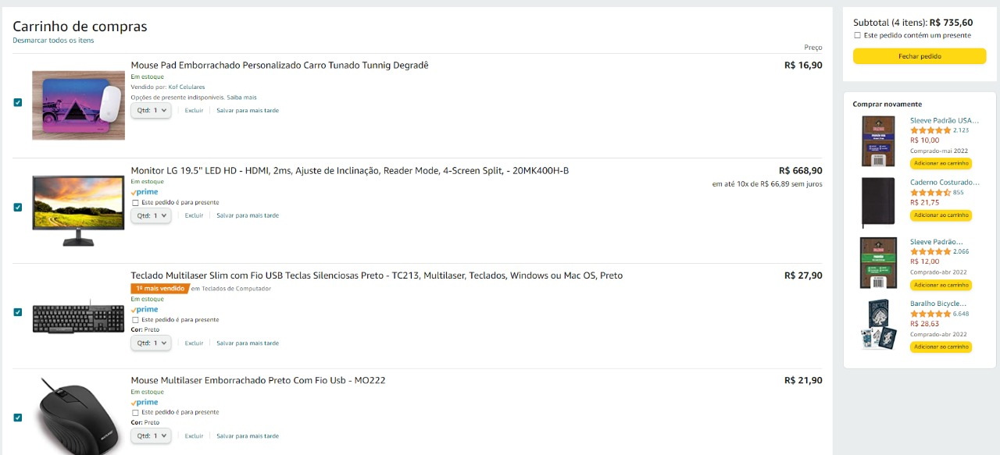 Carrinho de compras
Desmarcar todos os itens
Preço
Mouse Pad Emborrachado Personalizado Carro Tunado Tunnig Degradê
R$ 16,90
Em estoque
Vendido por: Kof Celulares
Opções de presente indisponíveis. Saiba mais
Qtd: 1
Excluir
Salvar para mais tarde
Monitor LG 19.5" LED HD - HDMI, 2ms, Ajuste de Inclinação, Reader Mode, 4-Screen Split, - 20MK400H-B
R$ 668,90
em até 10x de R$ 66,89 sem juros
Em estoque
prime
Este pedido é para presente
Qtd: 1
Excluir
Salvar para mais tarde
Teclado Multilaser Slim com Fio USB Teclas Silenciosas Preto - TC213, Multilaser, Teclados, Windows ou Mac OS, Preto
R$ 27,90
1º mais vendido em Teclados de Computador
Em estoque
prime
Este pedido é para presente
Cor: Preto
Qtd: 1
Excluir
Salvar para mais tarde
Mouse Multilaser Emborrachado Preto Com Fio Usb - MO222
R$ 21,90
Em estoque
prime
Este pedido é para presente
Cor: Preto
Qtd: 1
Excluir
Salvar para mais tarde
Subtotal (4 itens): R$ 735,60
Este pedido contém um presente
Fechar pedido
Comprar novamente
Sleeve Padrão USA...
2.123
R$ 10,00
Comprado-mai 2022
Adicionar ao carrinho
Caderno Costurado...
855
R$ 21,75
Adicionar ao carrinho
Sleeve Padrão...
2.066
R$ 12,00
Comprado-abr 2022
Adicionar ao carrinho
Baralho Bicycle...
6.648
R$ 28,63
Comprado-abr 2022
Adicionar ao carrinho